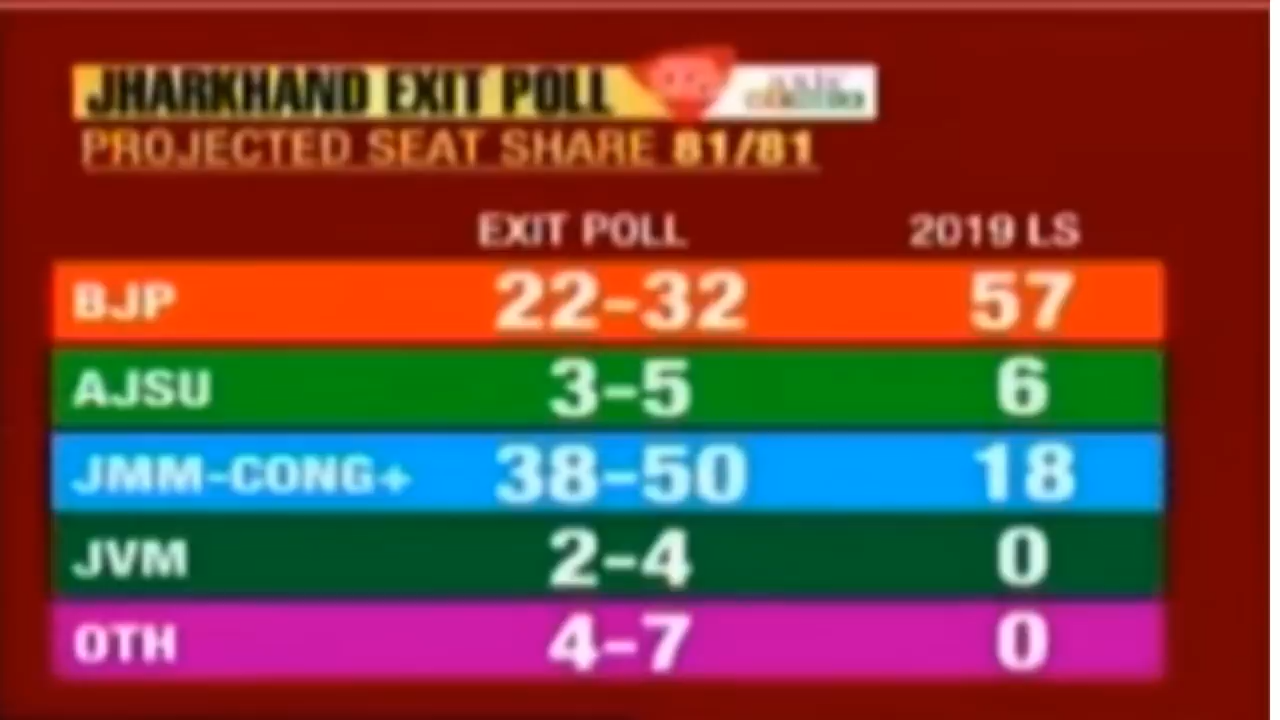 JHARKHAND EXIT POLL
PROJECTED SEAT SHARE 81/81
EXIT POLL 2019 LS
BJP 22-32 57
AJSU 3-5 6
JMM-CONG+ 38-50 18
JVM 2-4 0
OTH 4-7 0